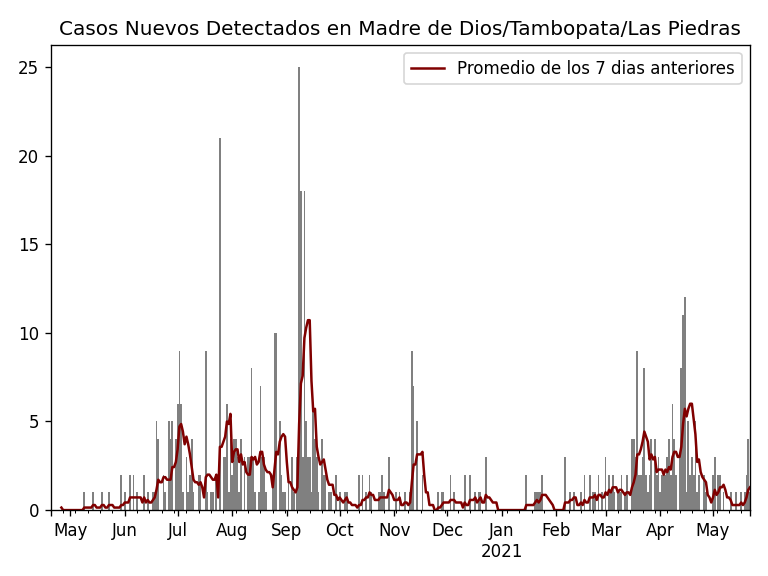 Casos Nuevos Detectados en Madre de Dios/Tambopata/Las Piedras
Promedio de los 7 dias anteriores
25
20
15
10
5
0
May Jun Jul Aug Sep Oct Nov Dec Jan Feb Mar Apr May
2021